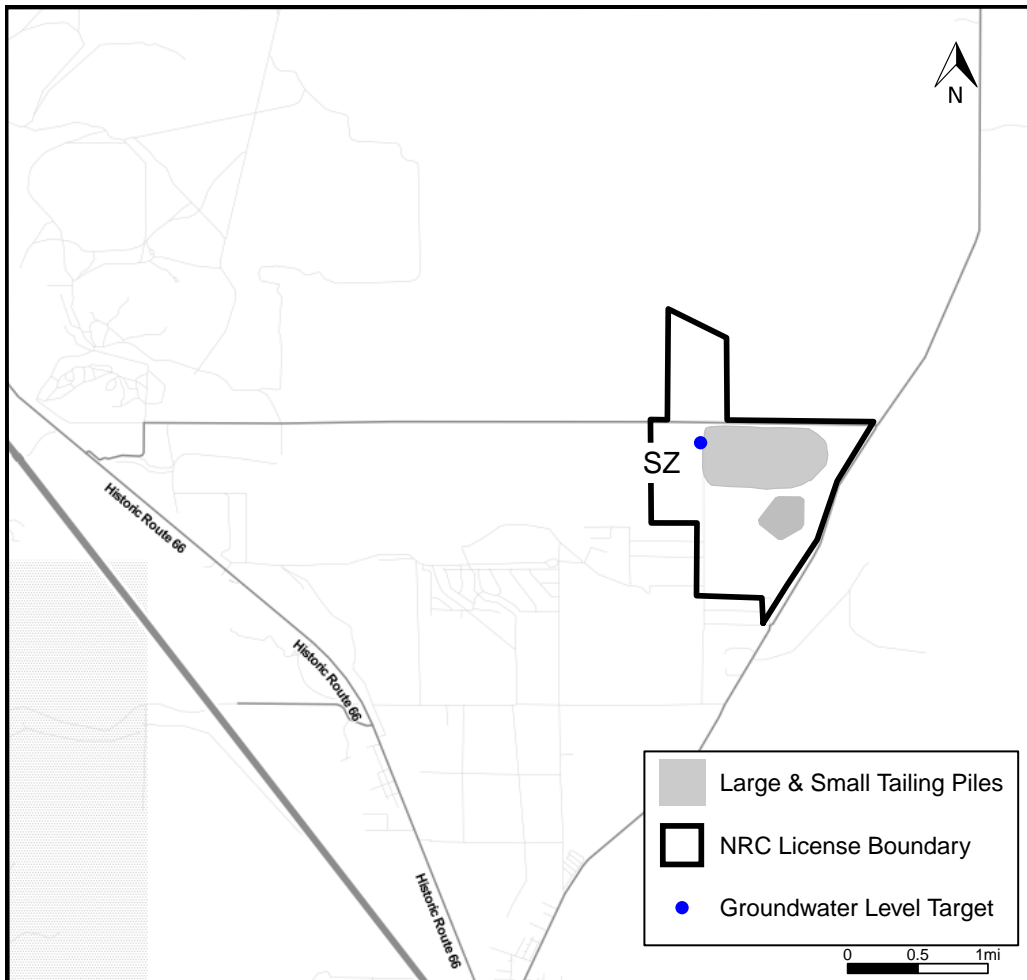 N
SZ
Historic Route 66
Historic Route 66
Historic Route 66
Large & Small Tailing Piles
NRC License Boundary
Groundwater Level Target
0 0.5 1mi